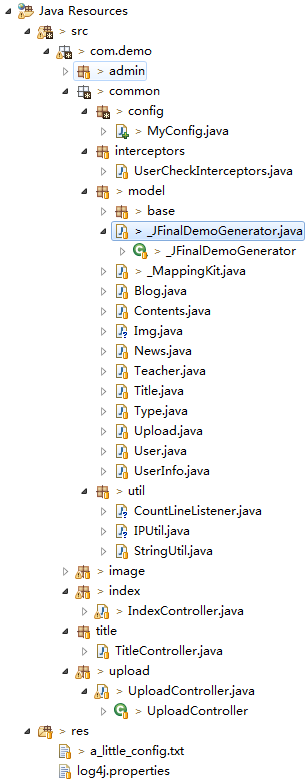 Java Resources
> src
> com.demo
> admin
> common
> config
> MyConfig.java
interceptors
UserCheckInterceptors.java
> model
> base
> _JFinalDemoGenerator.java
> _JFinalDemoGenerator
> _MappingKit.java
Blog.java
Contents.java
Img.java
News.java
Teacher.java
Title.java
Type.java
Upload.java
User.java
UserInfo.java
> util
CountLineListener.java
IPUtil.java
StringUtil.java
> image
> index
> IndexController.java
title
TitleController.java
> upload
> UploadController.java
> UploadController
> res
> a_little_config.txt
log4j.properties